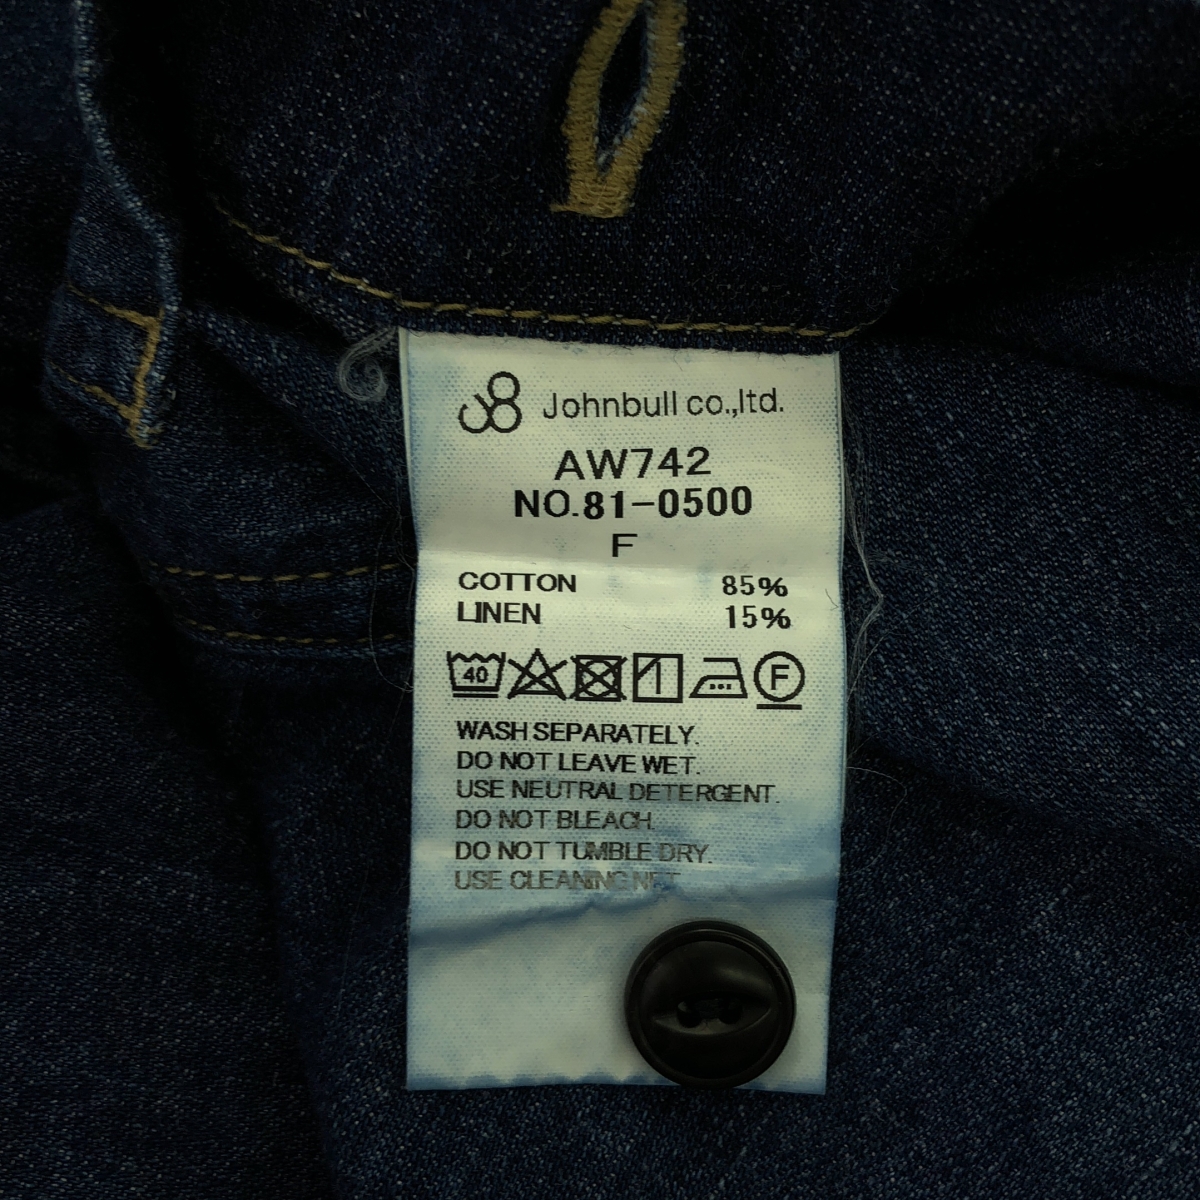 Johnbull co.,ltd.
AW742
NO.81-0500
F
COTTON 85%
LINEN 15%
40 F
WASH SEPARATELY.
DO NOT LEAVE WET.
USE NEUTRAL DETERGENT.
DO NOT BLEACH.
DO NOT TUMBLE DRY.
USE CLEANING NET